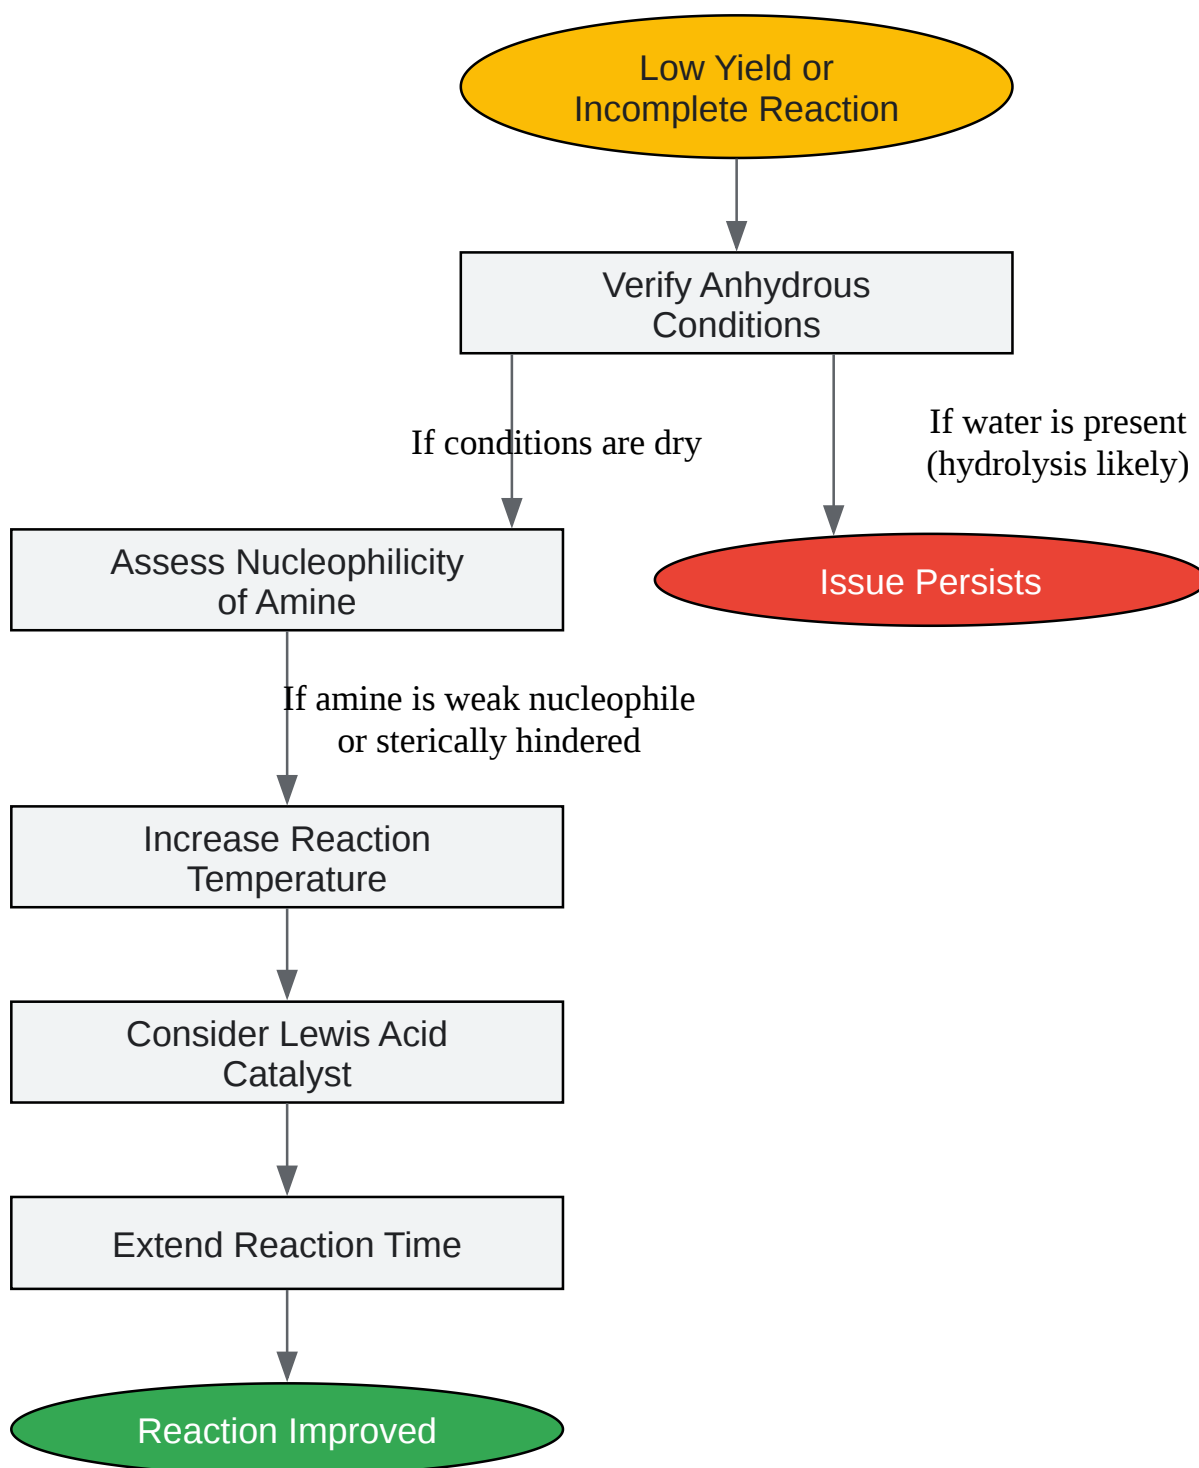 Low Yield or
Incomplete Reaction
Verify Anhydrous
Conditions
If conditions are dry
If water is present
(hydrolysis likely)
Assess Nucleophilicity
of Amine
Issue Persists
If amine is weak nucleophile
or sterically hindered
Increase Reaction
Temperature
Consider Lewis Acid
Catalyst
Extend Reaction Time
Reaction Improved